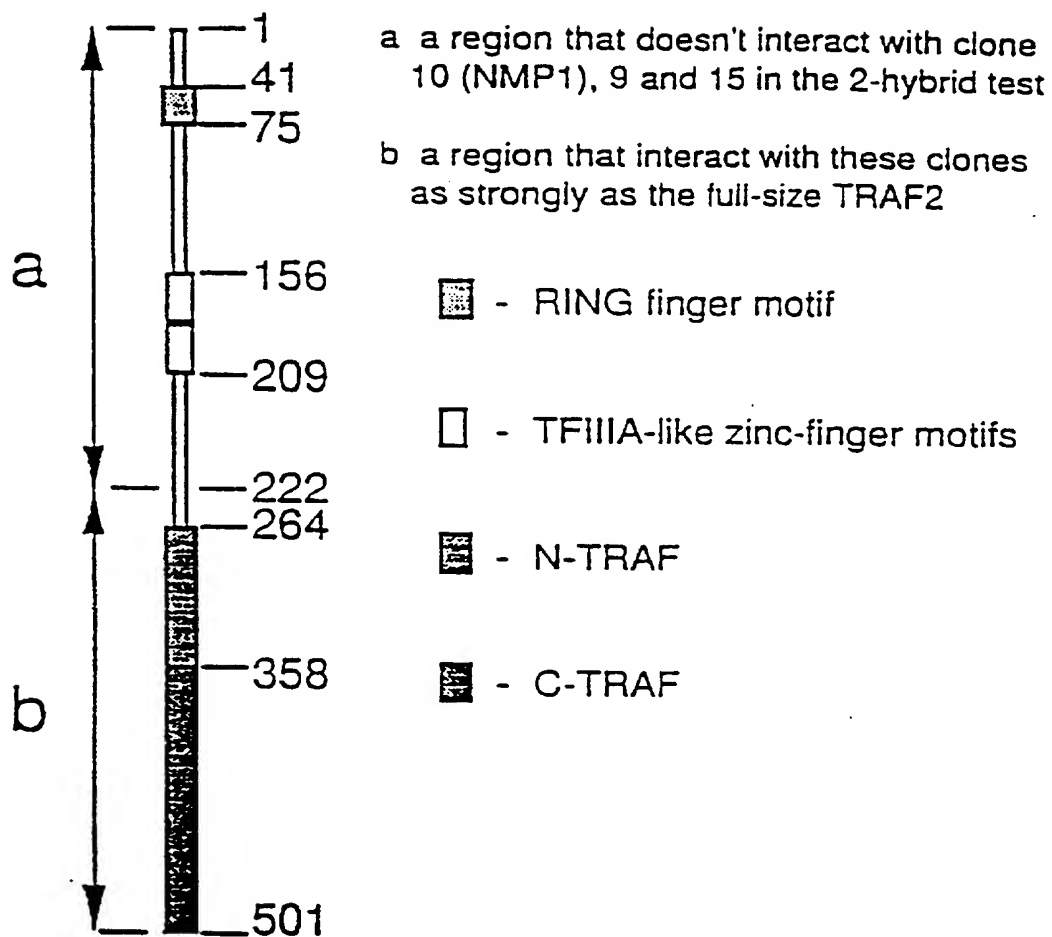 1
41
75
a
156
209
222
264
b
358
501
a a region that doesn't interact with clone
10 (NMP1), 9 and 15 in the 2-hybrid test
b a region that interact with these clones
as strongly as the full-size TRAF2
- RING finger motif
- TFIIIA-like zinc-finger motifs
- N-TRAF
- C-TRAF